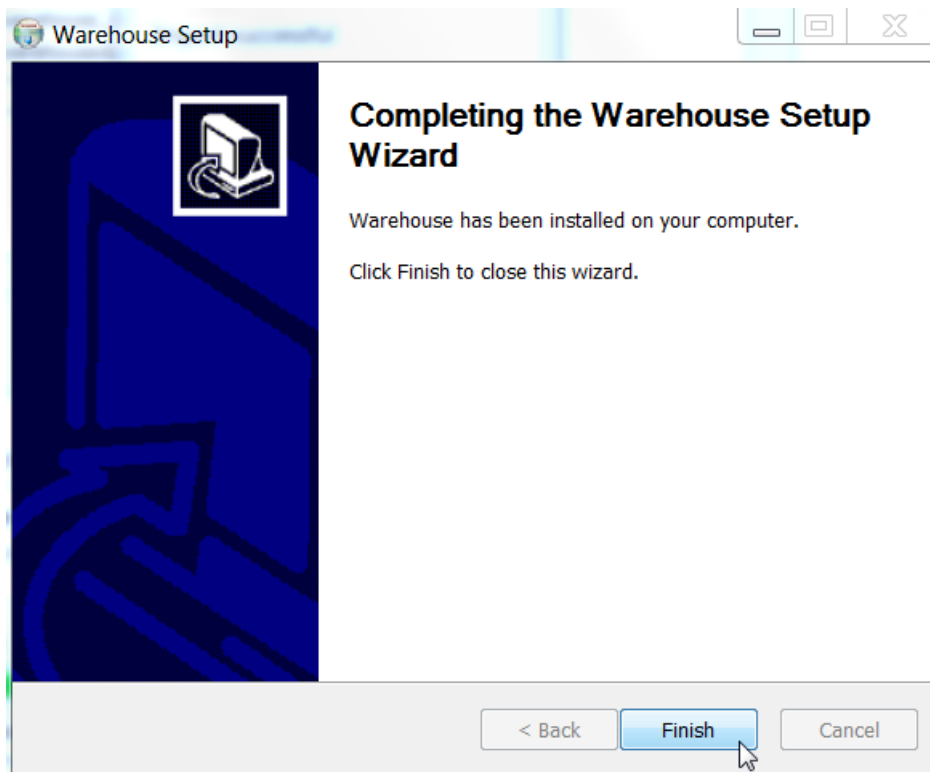 Warehouse Setup
Completing the Warehouse Setup
Wizard
Warehouse has been installed on your computer.
Click Finish to close this wizard.
< Back
Finish
Cancel